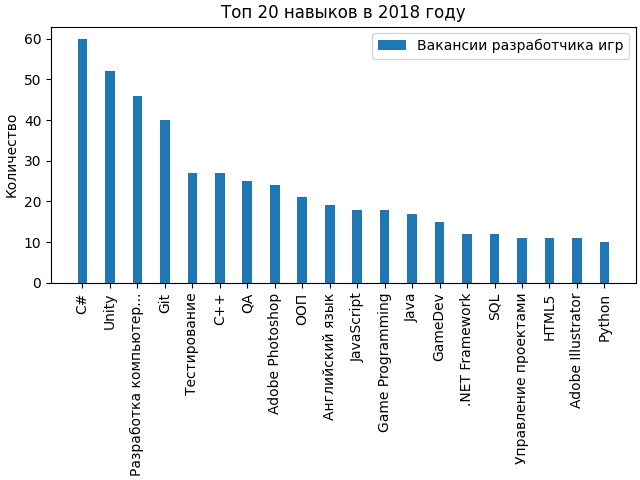 Топ 20 навыков в 2018 году
Вакансии разработчика игр
Количество
60
50
40
30
20
10
0
C#
Unity
Разработка компьютер...
Git
Тестирование
C++
QA
Adobe Photoshop
ООП
Английский язык
JavaScript
Game Programming
Java
GameDev
.NET Framework
SQL
Управление проектами
HTML5
Adobe Illustrator
Python